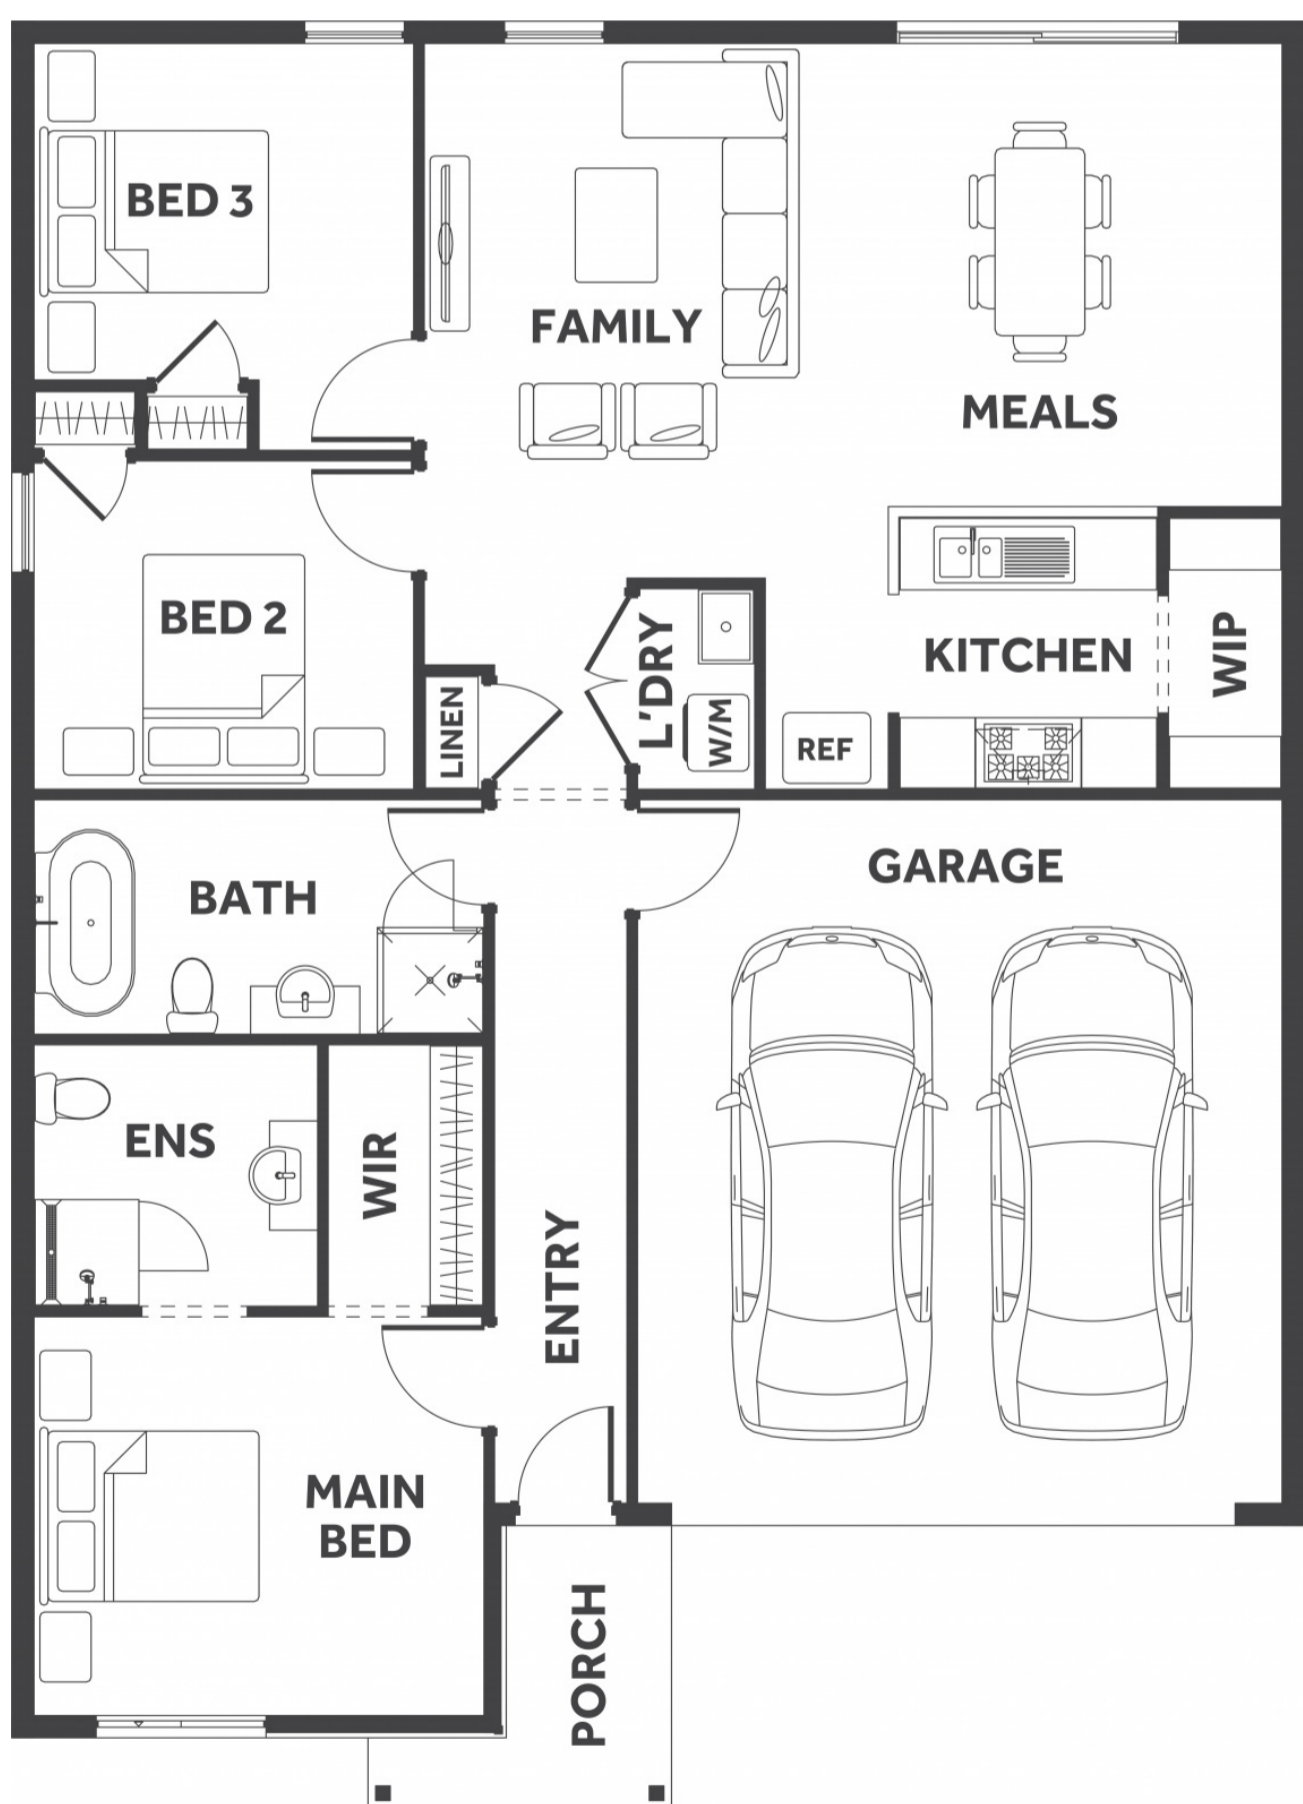 BED 3
FAMILY
MEALS
BED 2
LINEN
L'DRY
W/M
REF
KITCHEN
WIP
BATH
GARAGE
ENS
WIR
ENTRY
MAIN
BED
PORCH